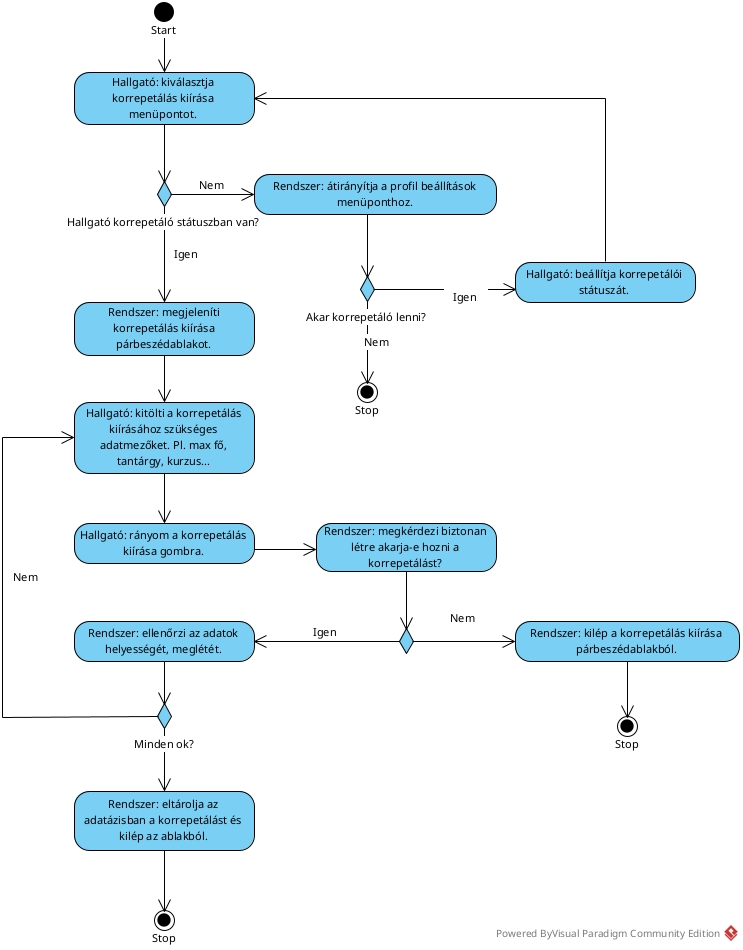 Start
Hallgató: kiválasztja
korrepetálás kiírása
menüpontot.
Nem
Rendszer: átirányítja a profil beállítások
menüponthoz.
Hallgató korrepetáló státuszban van?
Igen
Hallgató: beállítja korrepetálói
státuszát.
Igen
Akar korrepetáló lenni?
Nem
Stop
Rendszer: megjeleníti
korrepetálás kiírása
párbeszédablakot.
Hallgató: kitölti a korrepetálás
kiírásához szükséges
adatmezőket. Pl. max fő,
tantárgy, kurzus...
Hallgató: rányom a korrepetálás
kiírása gombra.
Rendszer: megkérdezi biztonan
létre akarja-e hozni a
korrepetálást?
Nem
Igen
Nem
Rendszer: ellenőrzi az adatok
helyességét, meglétét.
Rendszer: kilép a korrepetálás kiírása
párbeszédablakból.
Stop
Minden ok?
Rendszer: eltárolja az
adatázisban a korrepetálást és
kilép az ablakból.
Stop
Powered ByVisual Paradigm Community Edition